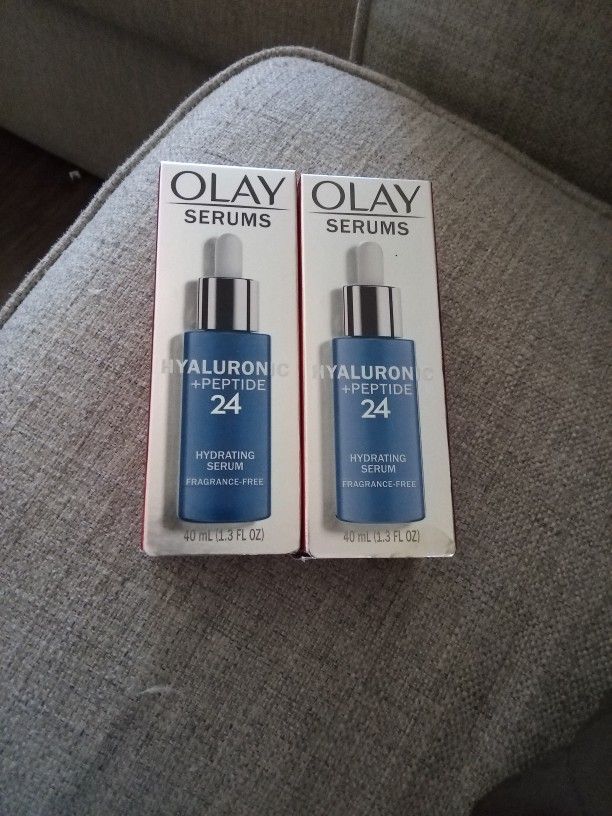 OLAY
SERUMS
HYALURONIC
+PEPTIDE
24
HYDRATING
SERUM
FRAGRANCE-FREE
40 mL (1.3 FL OZ)
OLAY
SERUMS
HYALURONIC
+PEPTIDE
24
HYDRATING
SERUM
FRAGRANCE-FREE
40 mL (1.3 FL OZ)